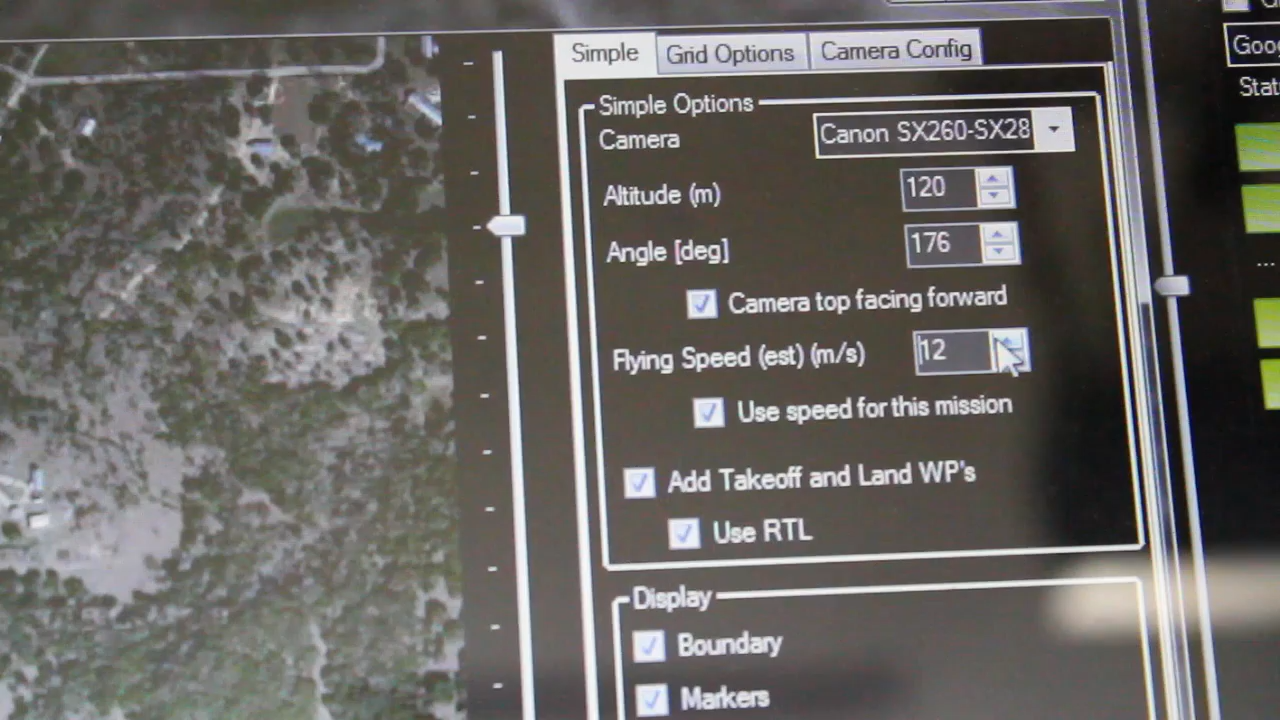 Simple
Grid Options
Camera Config
Simple Options
Camera
Canon SX260-SX28
Altitude (m)
120
Angle [deg]
176
Camera top facing forward
Flying Speed (est) (m/s)
12
Use speed for this mission
Add Takeoff and Land WP's
Use RTL
Display
Boundary
Markers
Goo
Stat
...